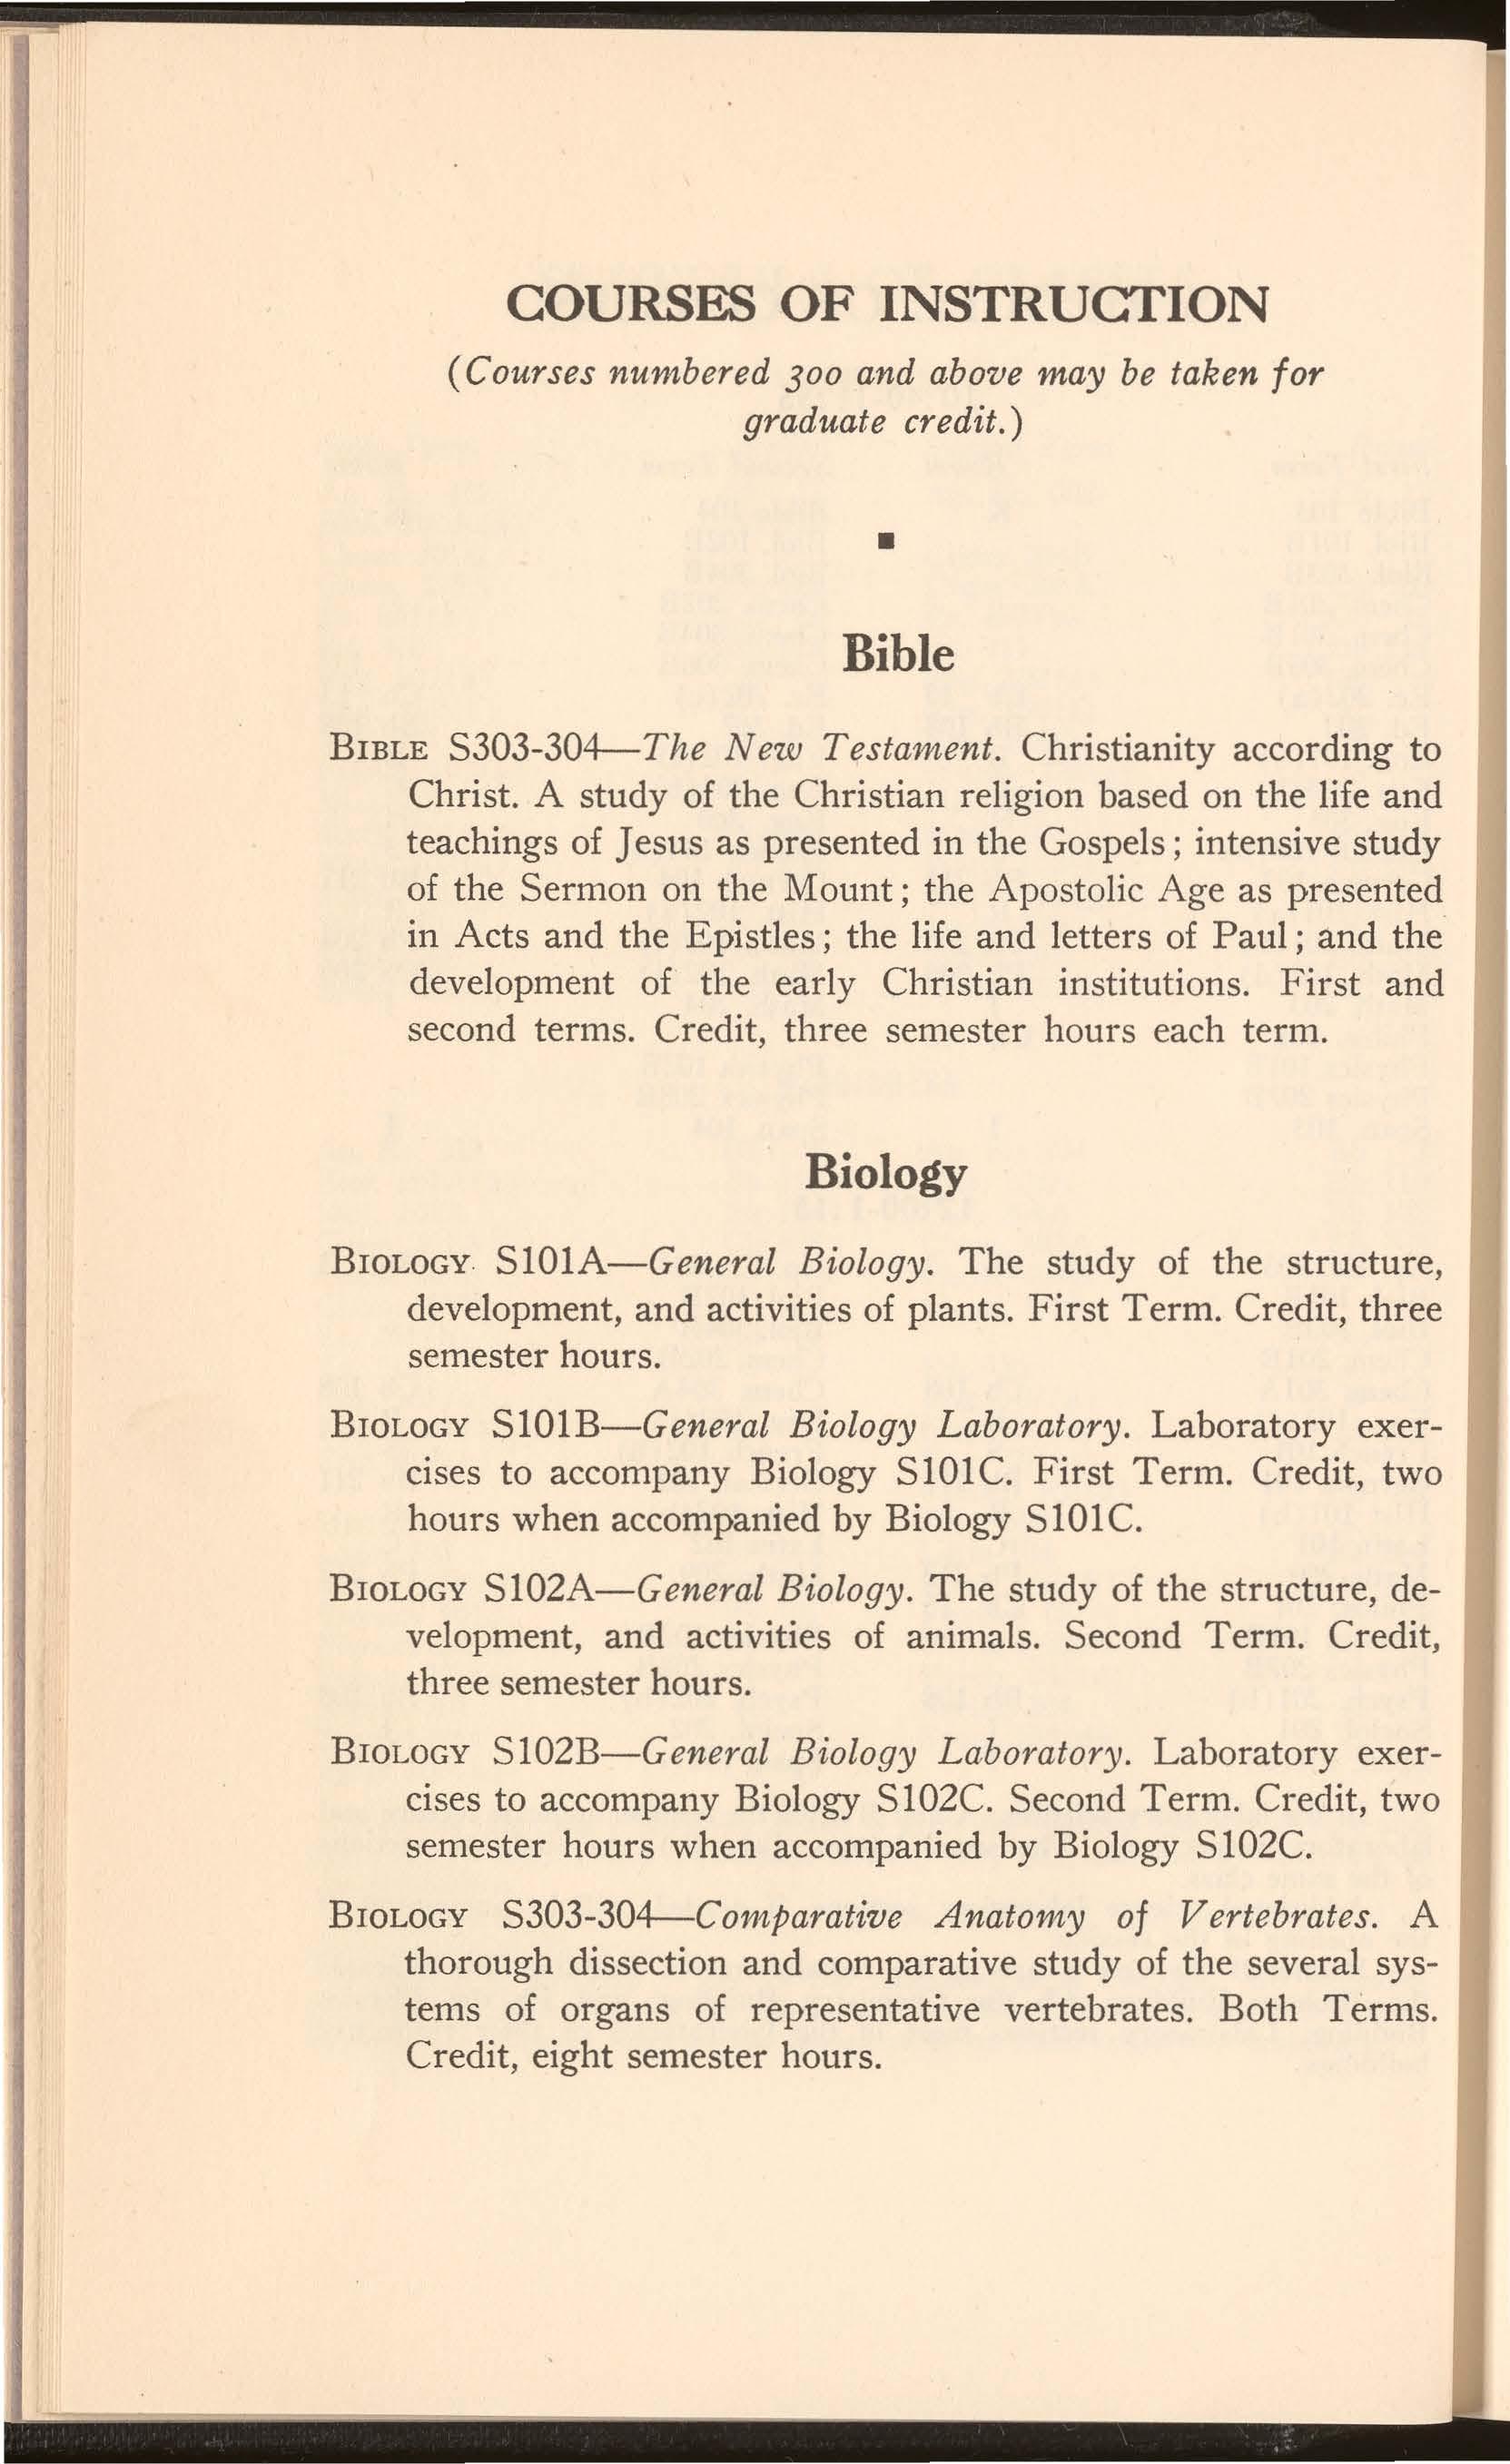 COURSES OF INSTRUCTION
(Courses numbered 300 and above may be taken for
graduate credit.)
Bible
BIBLE S303-304—The New Testament. Christianity according to
Christ. A study of the Christian religion based on the life and
teachings of Jesus as presented in the Gospels; intensive study
of the Sermon on the Mount; the Apostolic Age as presented
in Acts and the Epistles; the life and letters of Paul; and the
development of the early Christian institutions. First and
second terms. Credit, three semester hours each term.
Biology
BIOLOGY S101A—General Biology. The study of the structure,
development, and activities of plants. First Term. Credit, three
semester hours.
BIOLOGY S101B—General Biology Laboratory. Laboratory exer-
cises to accompany Biology S101C. First Term. Credit, two
hours when accompanied by Biology S101C.
BIOLOGY S102A—General Biology. The study of the structure, de-
velopment, and activities of animals. Second Term. Credit,
three semester hours.
BIOLOGY S102B—General Biology Laboratory. Laboratory exer-
cises to accompany Biology S102C. Second Term. Credit, two
semester hours when accompanied by Biology S102C.
BIOLOGY S303-304—Comparative Anatomy of Vertebrates. A
thorough dissection and comparative study of the several sys-
tems of organs of representative vertebrates. Both Terms.
Credit, eight semester hours.